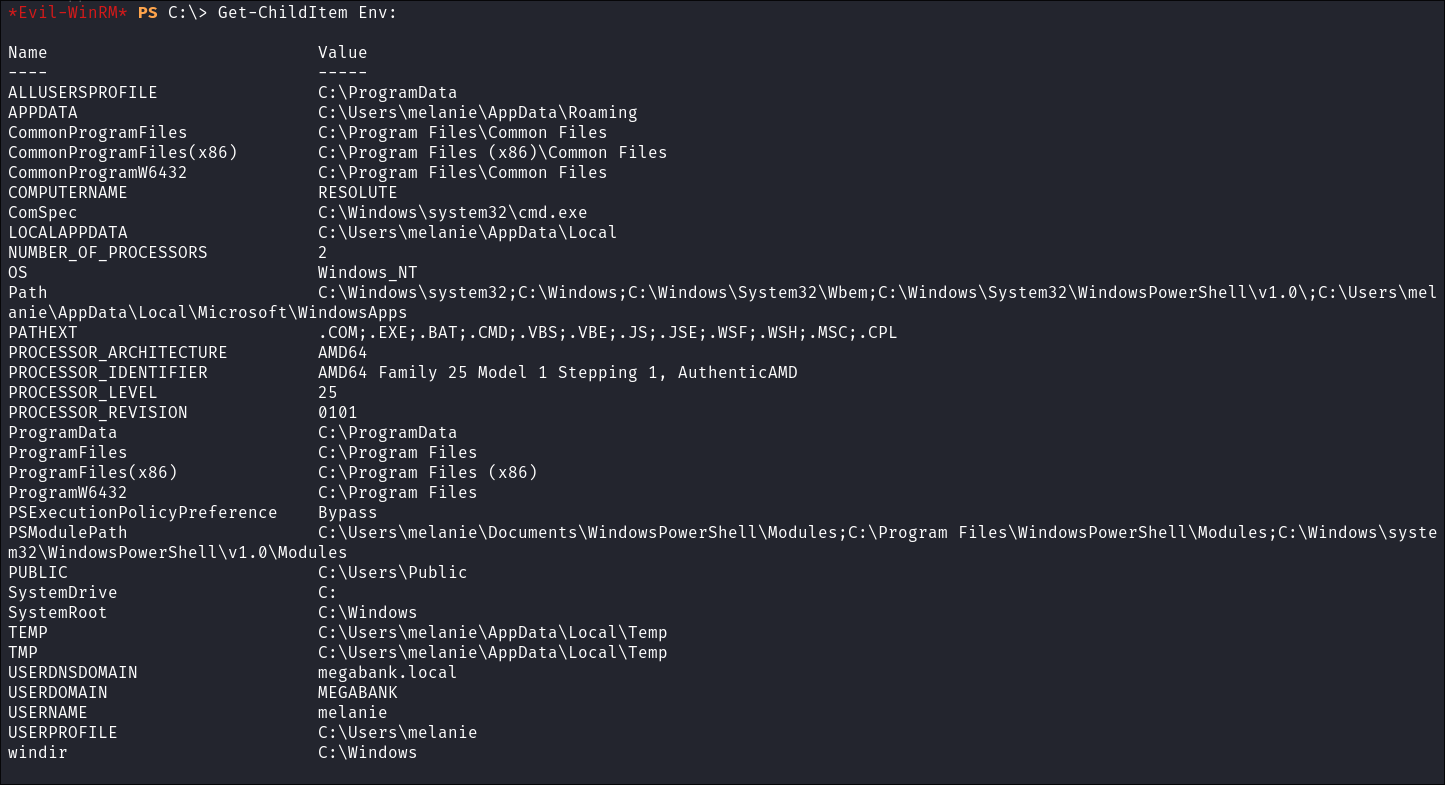 *Evil-WinRM* PS C:\> Get-ChildItem Env:
Name                           Value
----                           -----
ALLUSERSPROFILE                C:\ProgramData
APPDATA                        C:\Users\melanie\AppData\Roaming
CommonProgramFiles             C:\Program Files\Common Files
CommonProgramFiles(x86)        C:\Program Files (x86)\Common Files
CommonProgramW6432             C:\Program Files\Common Files
COMPUTERNAME                   RESOLUTE
ComSpec                        C:\Windows\system32\cmd.exe
LOCALAPPDATA                   C:\Users\melanie\AppData\Local
NUMBER_OF_PROCESSORS           2
OS                             Windows_NT
Path                           C:\Windows\system32;C:\Windows;C:\Windows\System32\Wbem;C:\Windows\System32\WindowsPowerShell\v1.0\;C:\Users\mel
anie\AppData\Local\Microsoft\WindowsApps
PATHEXT                        .COM;.EXE;.BAT;.CMD;.VBS;.VBE;.JS;.JSE;.WSF;.WSH;.MSC;.CPL
PROCESSOR_ARCHITECTURE         AMD64
PROCESSOR_IDENTIFIER           AMD64 Family 25 Model 1 Stepping 1, AuthenticAMD
PROCESSOR_LEVEL                25
PROCESSOR_REVISION             0101
ProgramData                    C:\ProgramData
ProgramFiles                   C:\Program Files
ProgramFiles(x86)              C:\Program Files (x86)
ProgramW6432                   C:\Program Files
PSExecutionPolicyPreference    Bypass
PSModulePath                   C:\Users\melanie\Documents\WindowsPowerShell\Modules;C:\Program Files\WindowsPowerShell\Modules;C:\Windows\syste
m32\WindowsPowerShell\v1.0\Modules
PUBLIC                         C:\Users\Public
SystemDrive                    C:
SystemRoot                     C:\Windows
TEMP                           C:\Users\melanie\AppData\Local\Temp
TMP                            C:\Users\melanie\AppData\Local\Temp
USERDNSDOMAIN                  megabank.local
USERDOMAIN                     MEGABANK
USERNAME                       melanie
USERPROFILE                    C:\Users\melanie
windir                         C:\Windows